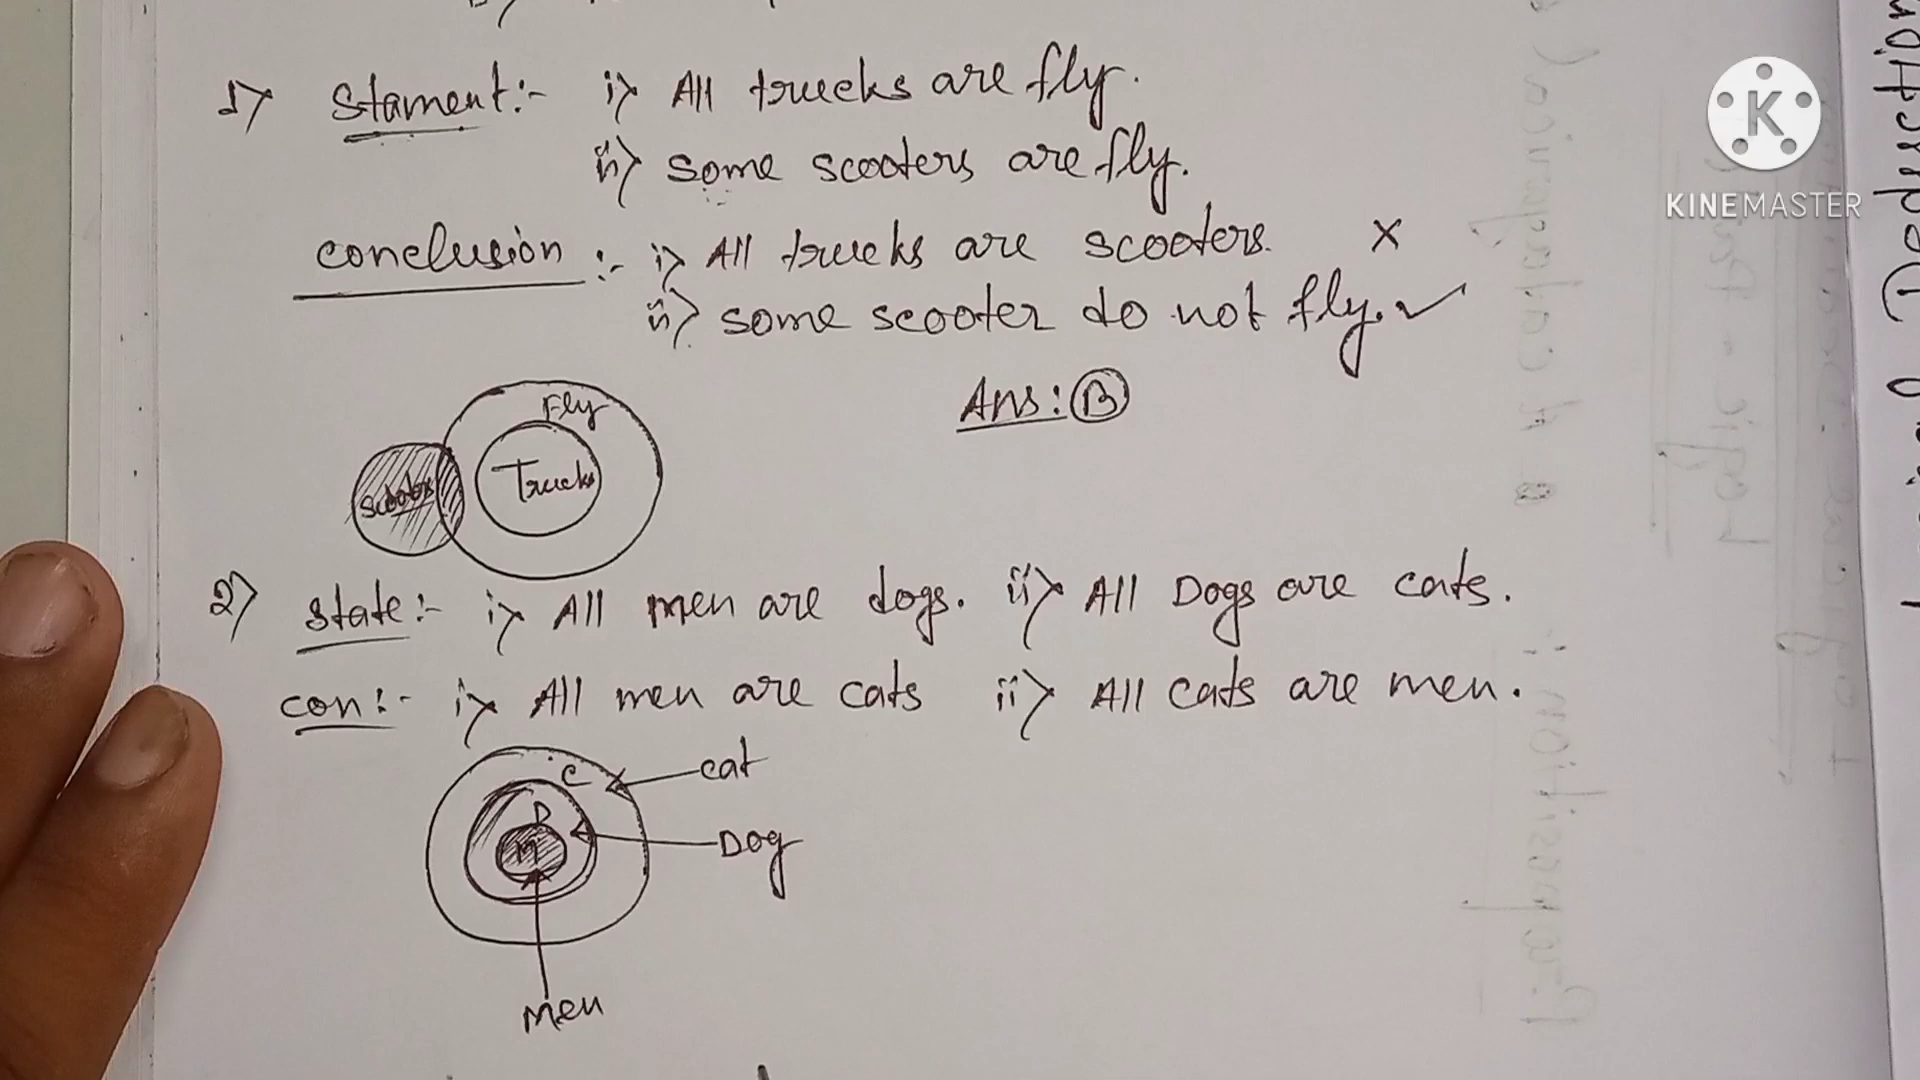 1) Stament:- i) All trucks are fly.
ii) some scooters are fly.
conclusion:- i) All trucks are scooters. ×
ii) some scooter do not fly. ✓
Ans: B
Fly
Trucks
Scooters
2) state:- i) All men are dogs. ii) All Dogs are cats.
con:- i) All men are cats ii) All cats are men.
C
cat
D
Dog
M
Men
K
KINEMASTER